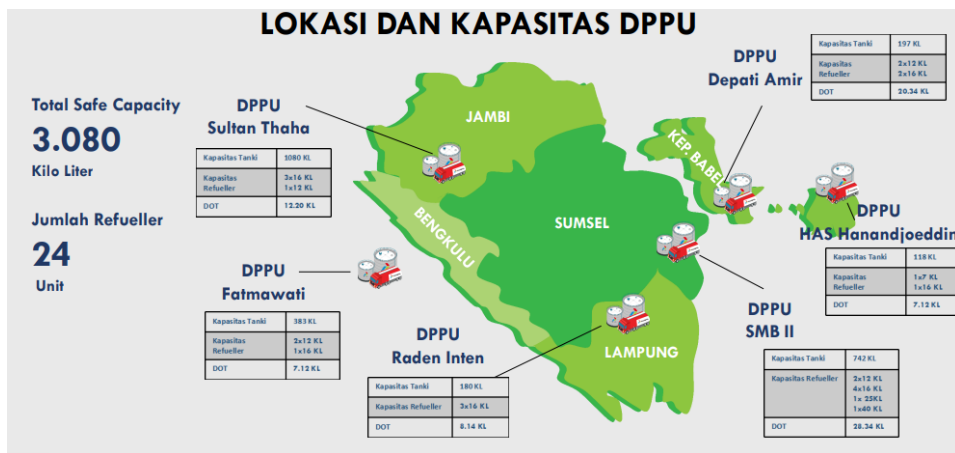 LOKASI DAN KAPASITAS DPPU
Total Safe Capacity
3.080
Kilo Liter
Jumlah Refueller
24
Unit
DPPU
Sultan Thaha
Kapasitas Tanki 1080 KL
Kapasitas Refueller 3x16 KL
1x12 KL
DOT 12.20 KL
DPPU
Fatmawati
Kapasitas Tanki 383 KL
Kapasitas Refueller 2x12 KL
1x16 KL
DOT 7.12 KL
DPPU
Raden Inten
Kapasitas Tanki 180 KL
Kapasitas Refueller 3x16 KL
DOT 8.14 KL
JAMBI
BENGKULU
SUMSEL
KEP. BABEL
LAMPUNG
DPPU
Depati Amir
Kapasitas Tanki 597 KL
Kapasitas Refueller 2x12 KL
2x16 KL
DOT 20.34 KL
DPPU
HAS Hanandjoeddin
Kapasitas Tanki 118 KL
Kapasitas Refueller 1x7 KL
1x16 KL
DOT 7.12 KL
DPPU
SMB II
Kapasitas Tanki 742 KL
Kapasitas Refueller 2x12 KL
4x16 KL
1x 25KL
1x40 KL
DOT 28.34 KL